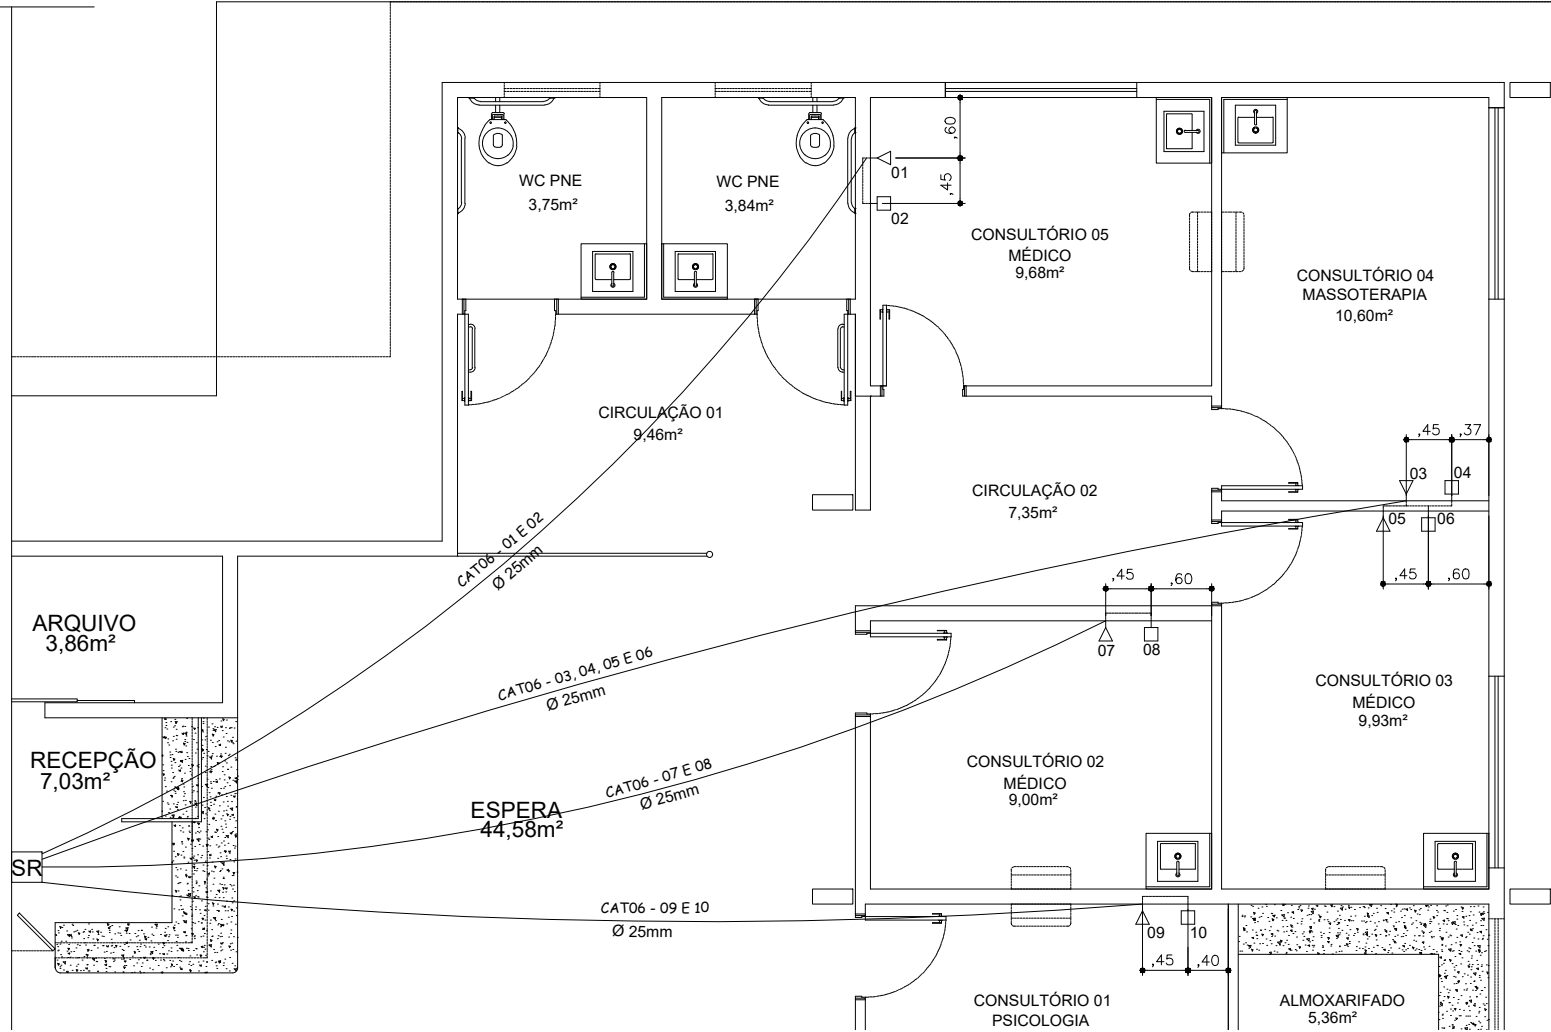 WC PNE
3,75m²
WC PNE
3,84m²
,60
,45
01
02
CONSULTÓRIO 05
MÉDICO
9,68m²
CONSULTÓRIO 04
MASSOTERAPIA
10,60m²
CIRCULAÇÃO 01
9,46m²
,45
,37
03
04
05
06
,45
,60
CIRCULAÇÃO 02
7,35m²
CAT06 - 01 E 02
Ø 25mm
,45
,60
07
08
ARQUIVO
3,86m²
CAT06 - 03, 04, 05 E 06
Ø 25mm
CONSULTÓRIO 03
MÉDICO
9,93m²
RECEPÇÃO
7,03m²
CONSULTÓRIO 02
MÉDICO
9,00m²
CAT06 - 07 E 08
Ø 25mm
ESPERA
44,58m²
SR
CAT06 - 09 E 10
Ø 25mm
09
10
,45
,40
CONSULTÓRIO 01
PSICOLOGIA
ALMOXARIFADO
5,36m²